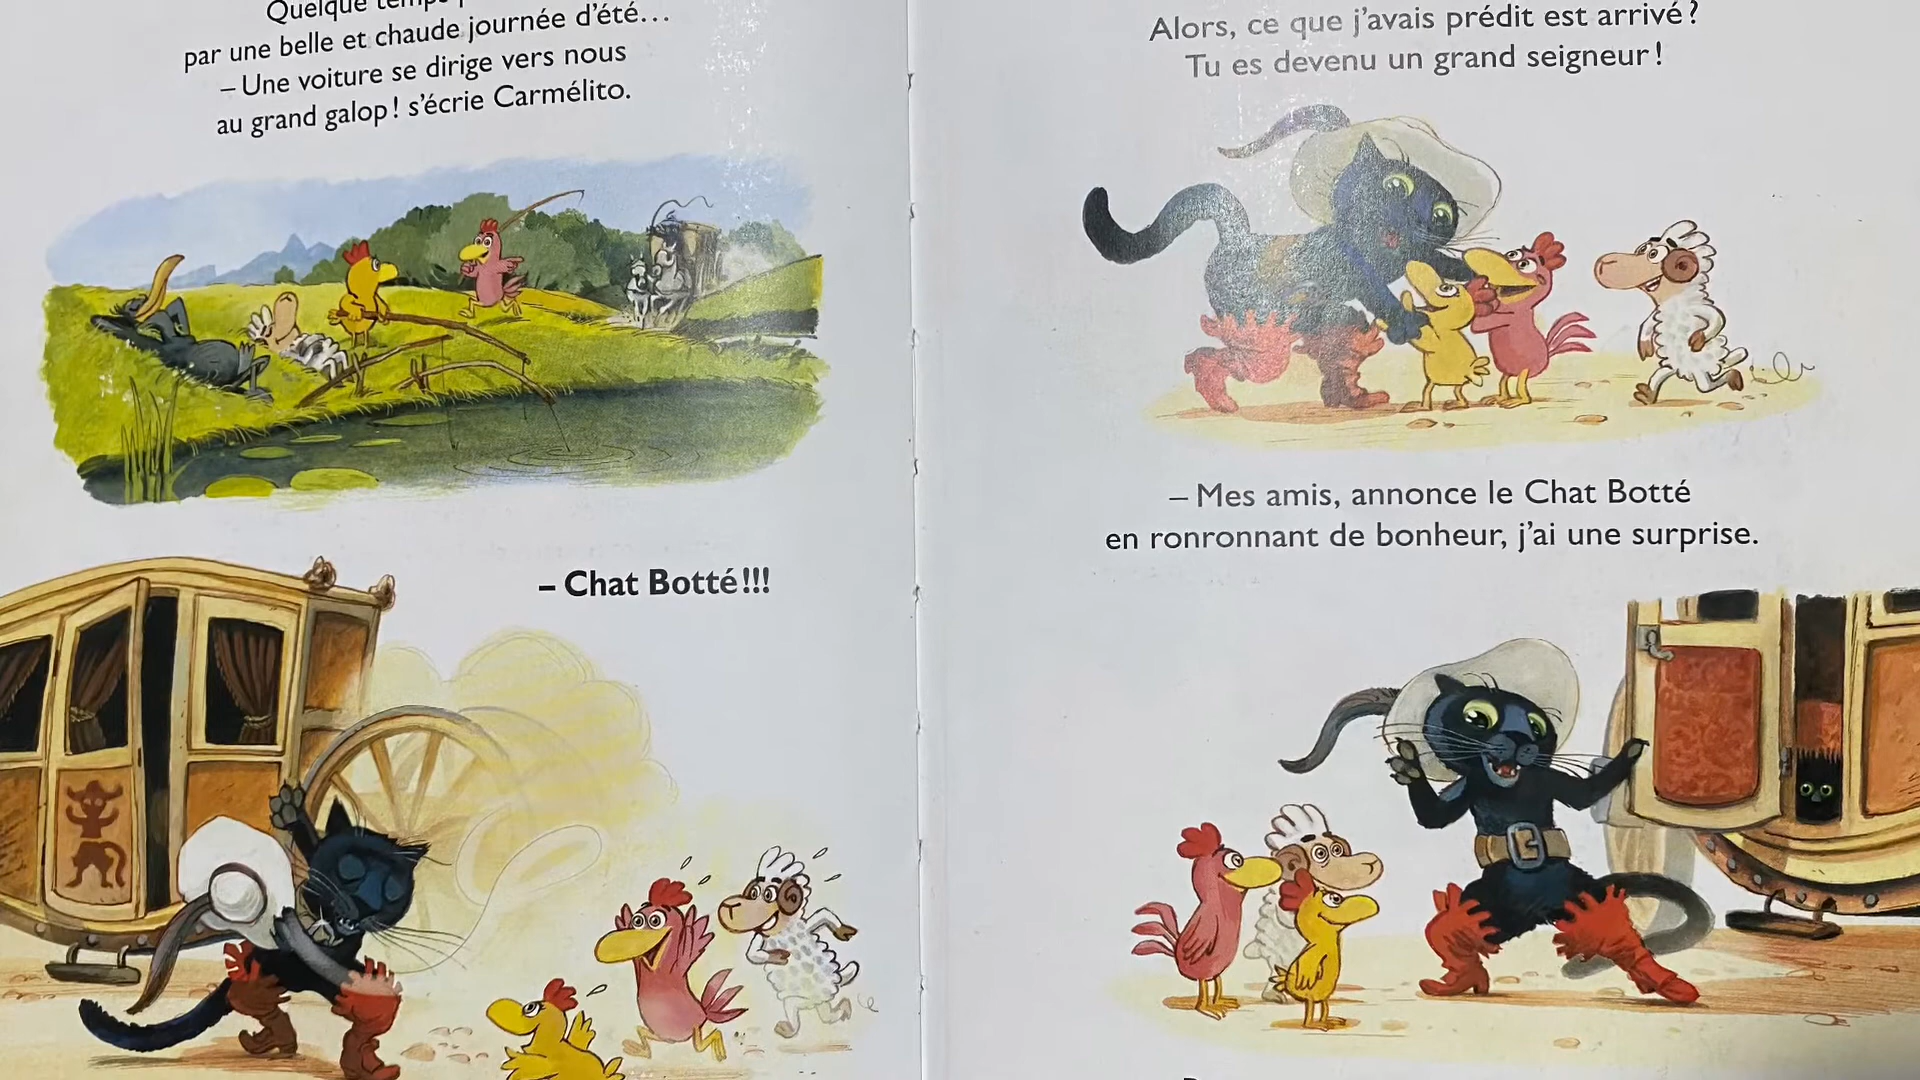 Quelque
par une belle et chaude journée d'été…
– Une voiture se dirige vers nous
au grand galop ! s'écrie Carmélito.
– Chat Botté !!!
Alors, ce que j'avais prédit est arrivé ?
Tu es devenu un grand seigneur !
– Mes amis, annonce le Chat Botté
en ronronnant de bonheur, j'ai une surprise.